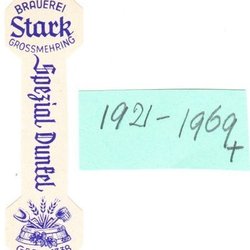 BRAUEREI
Stark
GROSSMEHRING
Spezial Dunkel
1921-1969
+